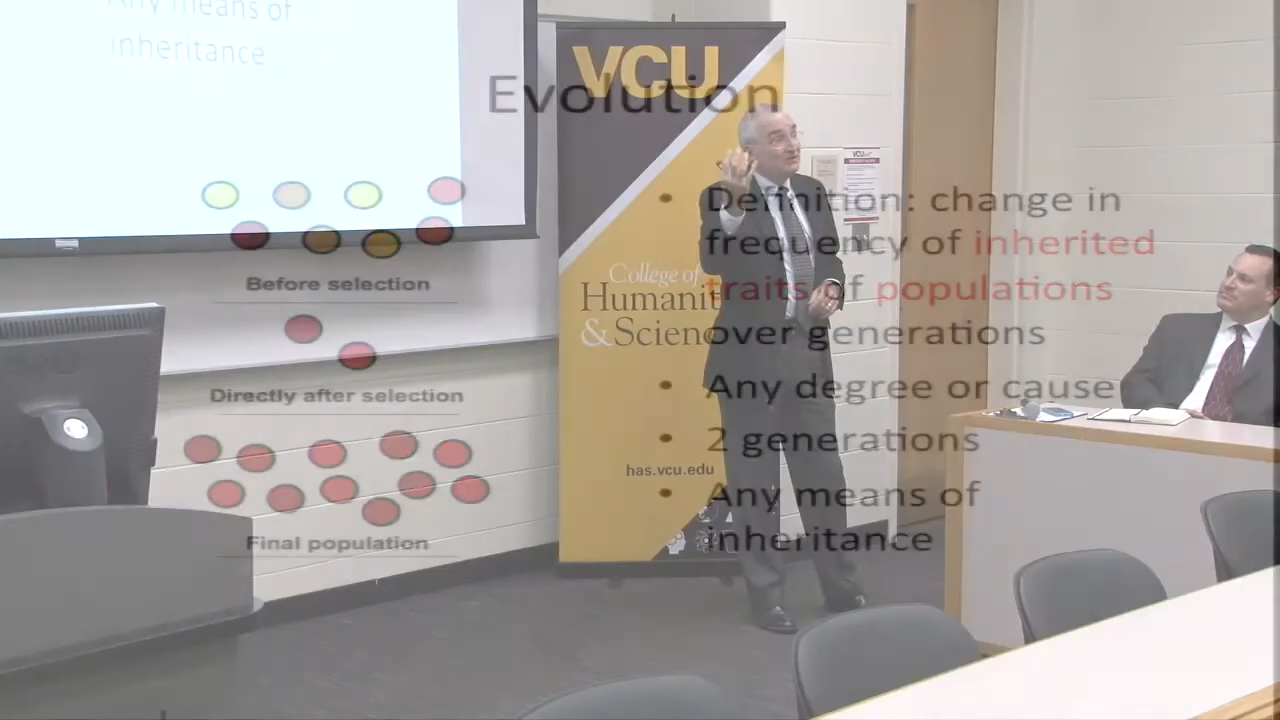 Any means of
inheritance
VCU
Evolution
Definition: change in
frequency of inherited
traits of populations
over generations
Any degree or cause
2 generations
Any means of
inheritance
Before selection
Directly after selection
Final population
College of
Humanit
&Scienc
has.vcu.edu
VCU